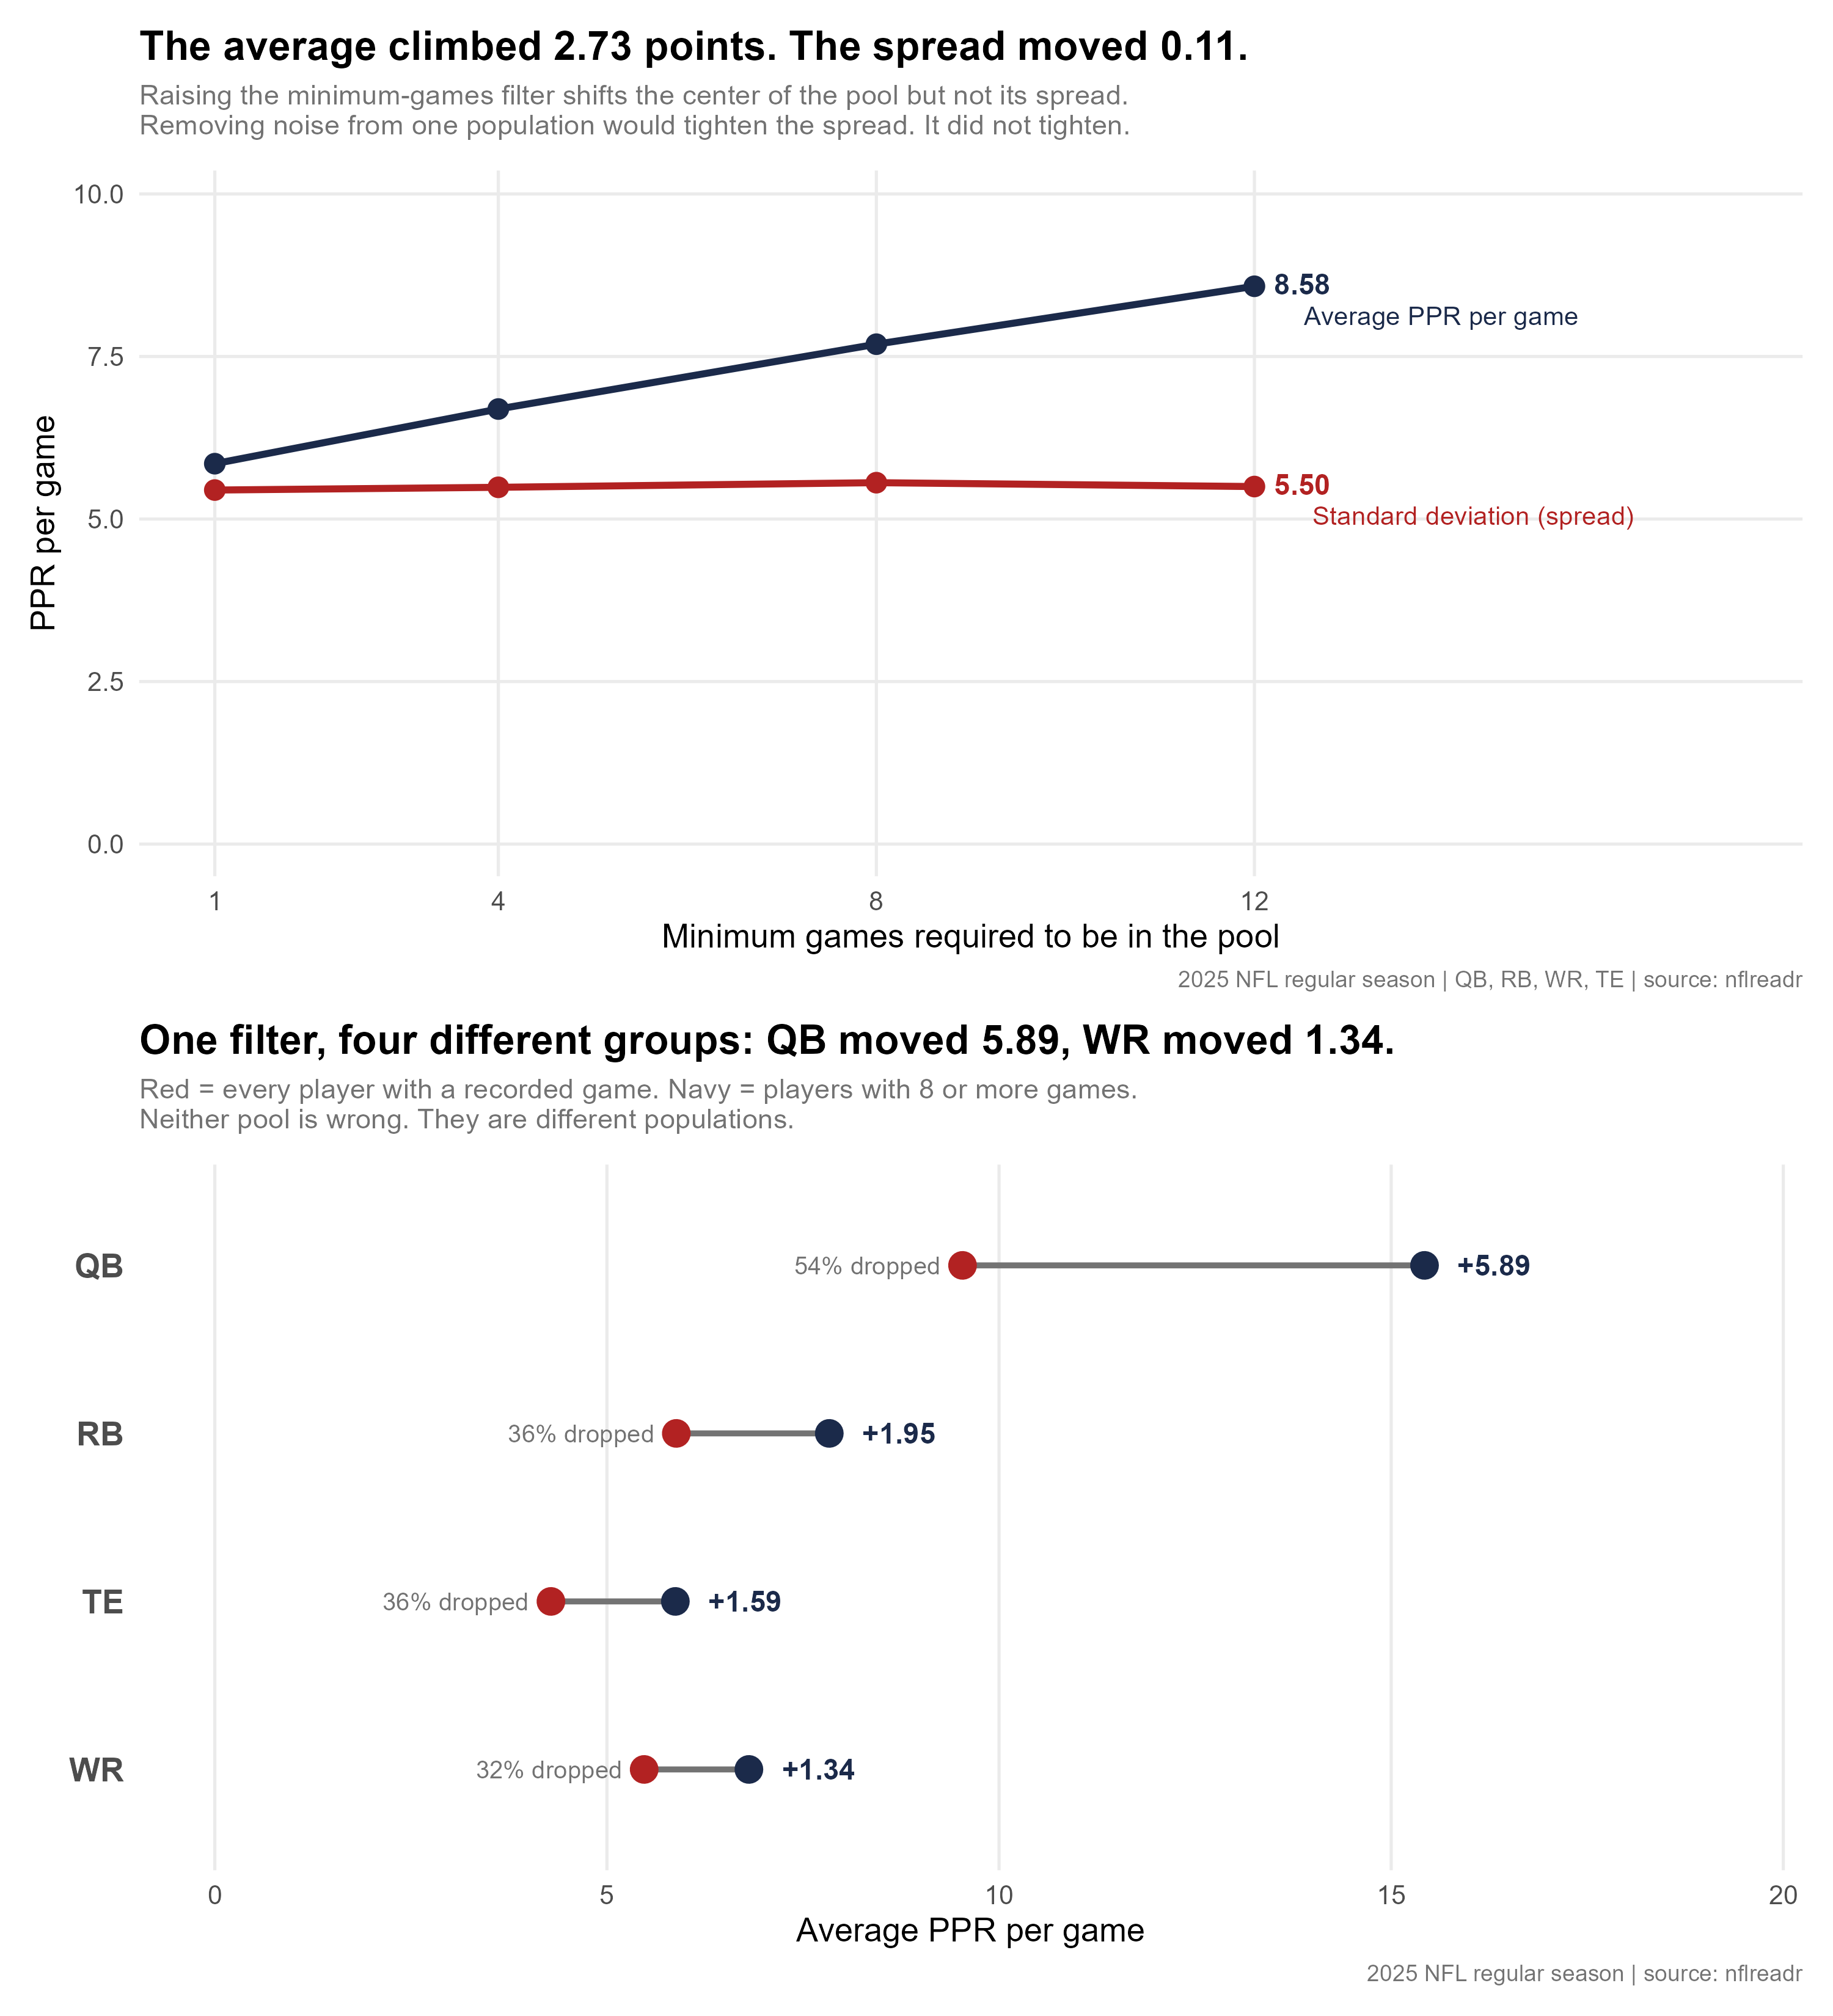 The average climbed 2.73 points. The spread moved 0.11.
Raising the minimum-games filter shifts the center of the pool but not its spread.
Removing noise from one population would tighten the spread. It did not tighten.
10.0
7.5
5.0
2.5
0.0
PPR per game
8.58
Average PPR per game
5.50
Standard deviation (spread)
1 4 8 12
Minimum games required to be in the pool
2025 NFL regular season | QB, RB, WR, TE | source: nflreadr
One filter, four different groups: QB moved 5.89, WR moved 1.34.
Red = every player with a recorded game. Navy = players with 8 or more games.
Neither pool is wrong. They are different populations.
QB 54% dropped +5.89
RB 36% dropped +1.95
TE 36% dropped +1.59
WR 32% dropped +1.34
0 5 10 15 20
Average PPR per game
2025 NFL regular season | source: nflreadr